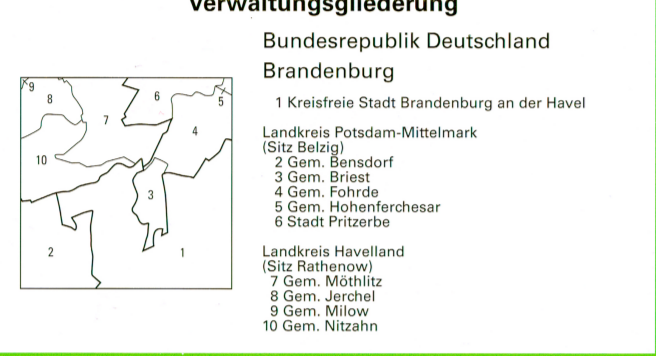 Verwaltungsgliederung
Bundesrepublik Deutschland
Brandenburg
1 Kreisfreie Stadt Brandenburg an der Havel
Landkreis Potsdam-Mittelmark
(Sitz Belzig)
2 Gem. Bensdorf
3 Gem. Briest
4 Gem. Fohrde
5 Gem. Hohenferchesar
6 Stadt Pritzerbe
Landkreis Havelland
(Sitz Rathenow)
7 Gem. Möthlitz
8 Gem. Jerchel
9 Gem. Milow
10 Gem. Nitzahn
9
8
6
5
7
4
10
3
2
1